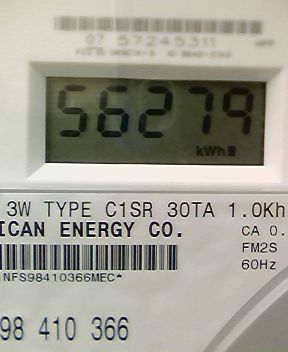 07 57245311
56279
kWh
3W TYPE C1SR 30TA 1.0Kh
ICAN ENERGY CO. CA 0.
FM2S
60Hz
NFS98410366MEC*
98 410 366